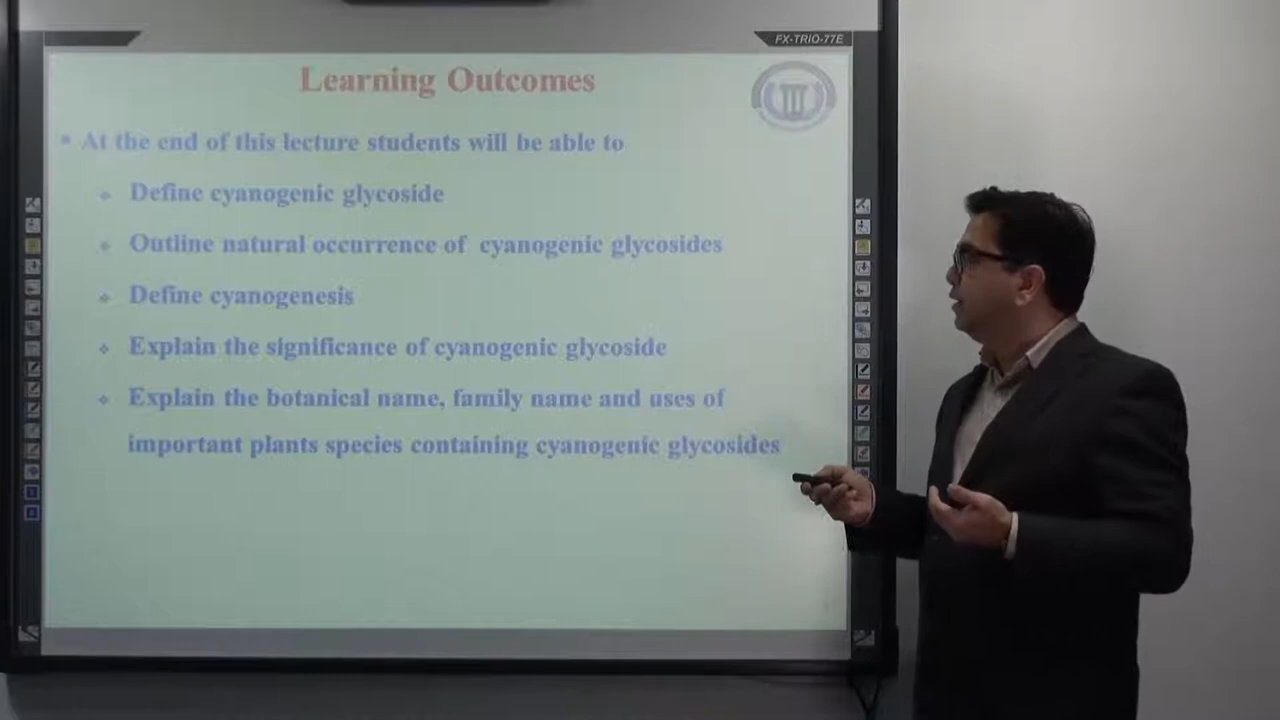 FX-TRIO-77E
Learning Outcomes
At the end of this lecture students will be able to
Define cyanogenic glycoside
Outline natural occurrence of cyanogenic glycosides
Define cyanogenesis
Explain the significance of cyanogenic glycoside
Explain the botanical name, family name and uses of
important plants species containing cyanogenic glycosides